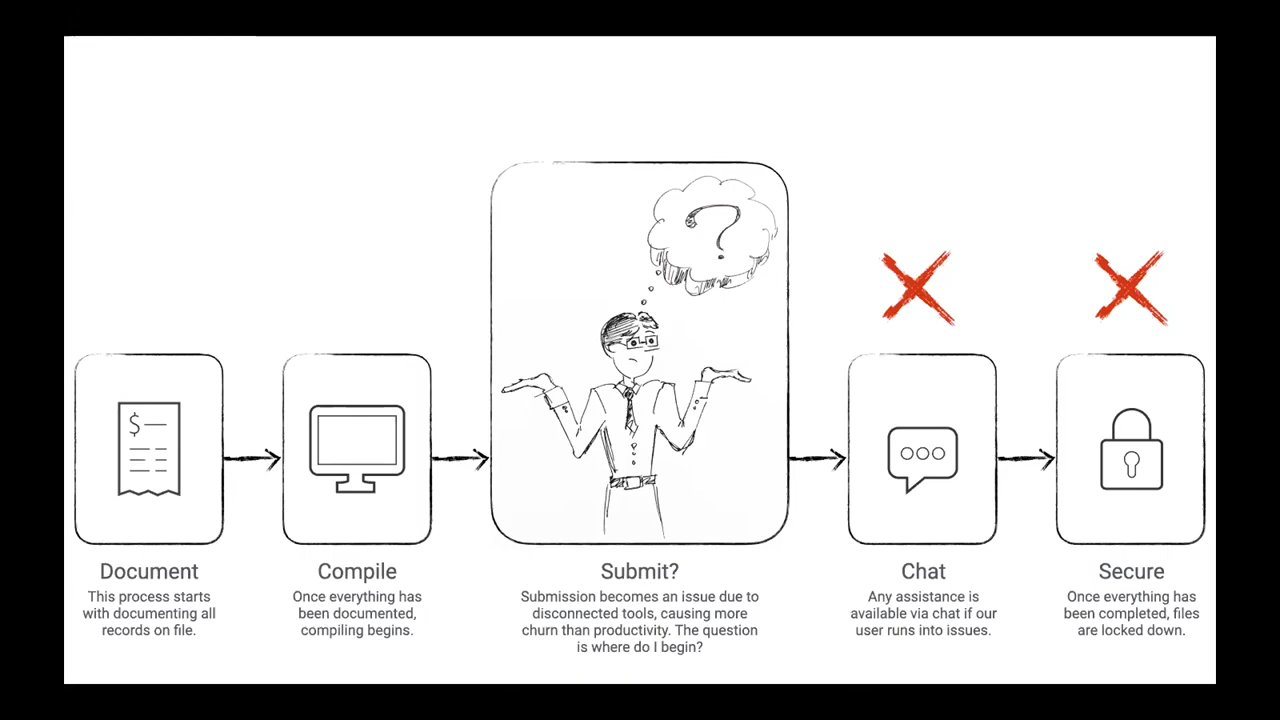 ?
$
Document
This process starts
with documenting all
records on file.
Compile
Once everything has
been documented,
compiling begins.
Submit?
Submission becomes an issue due to
disconnected tools, causing more
churn than productivity. The question
is where do I begin?
Chat
Any assistance is
available via chat if our
user runs into issues.
Secure
Once everything has
been completed, files
are locked down.